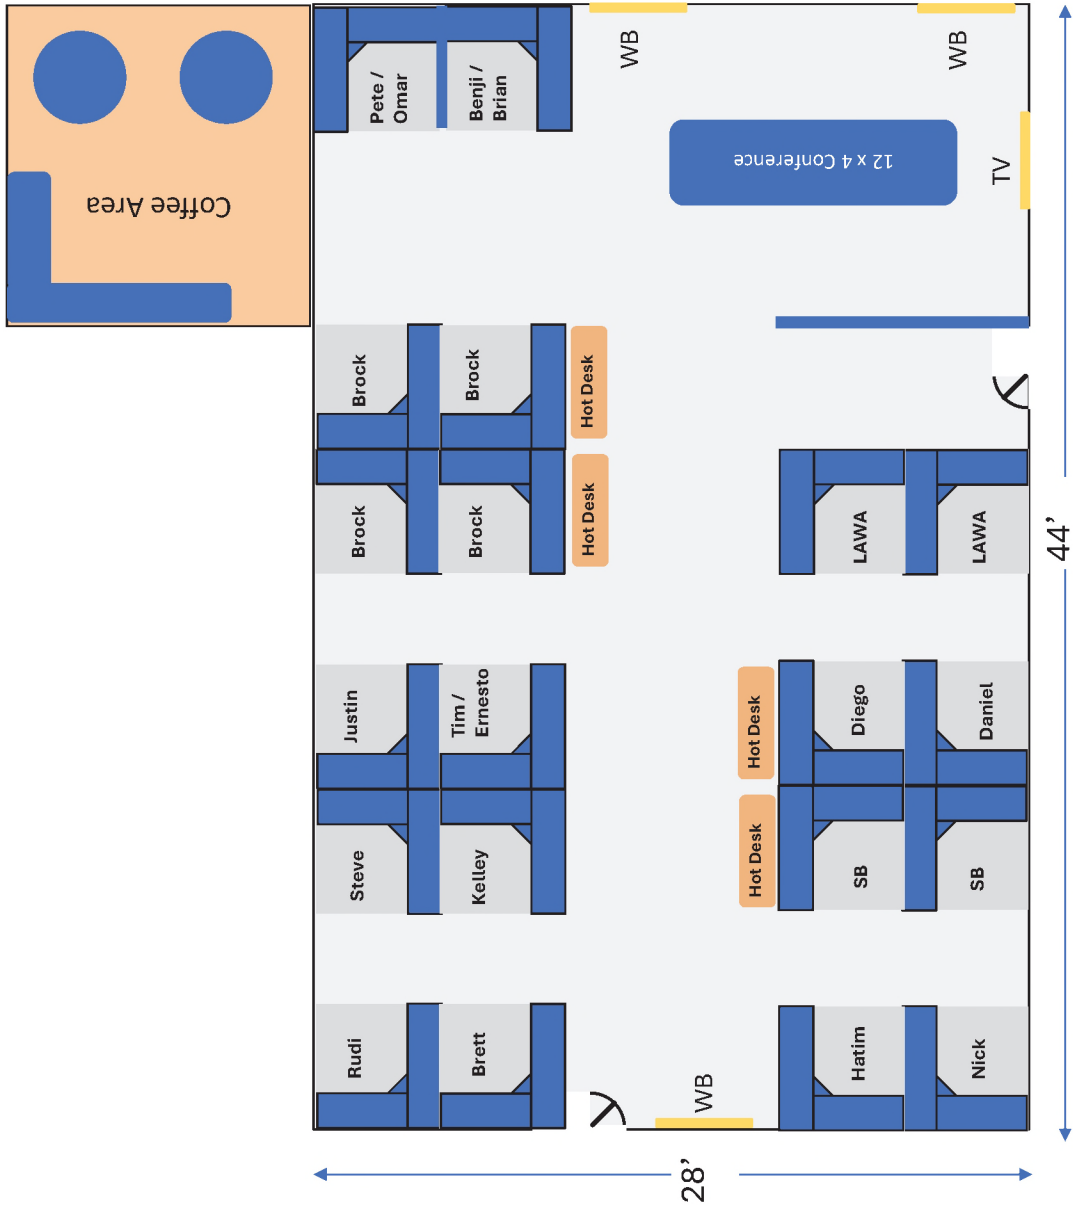 Coffee Area
Pete /
Omar
Benji /
Brian
WB
WB
12 x 4 Conference
TV
Brock
Brock
Hot Desk
Brock
Brock
Hot Desk
LAWA
LAWA
44’
Justin
Tim /
Ernesto
Hot Desk
Diego
Daniel
Steve
Kelley
Hot Desk
SB
SB
Rudi
Brett
WB
Hatim
Nick
28’